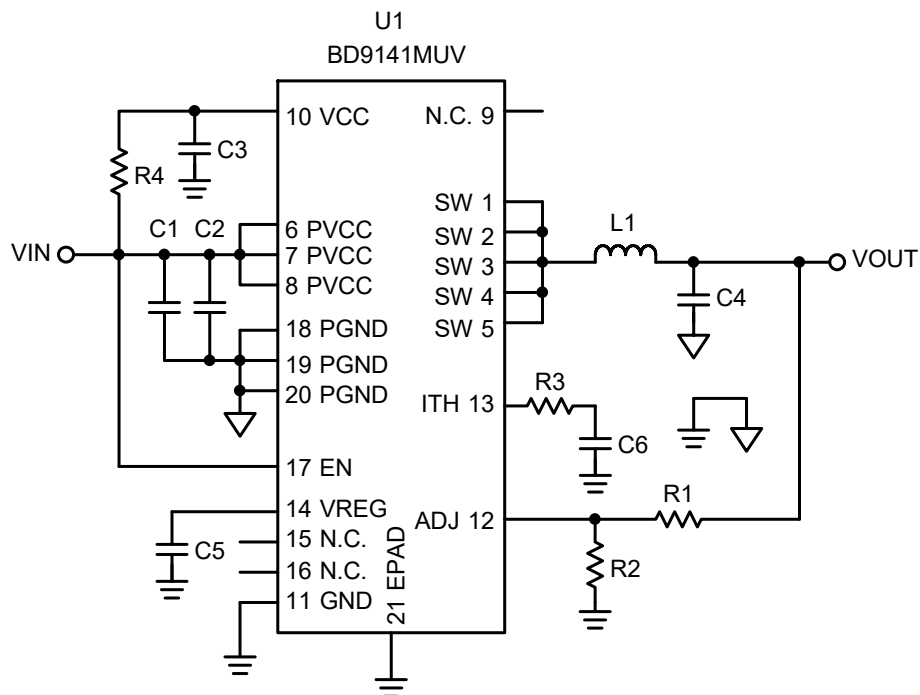 U1
BD9141MUV
10 VCC
N.C. 9
C3
R4
SW 1
C1
C2
6 PVCC
SW 2
L1
VIN
7 PVCC
SW 3
VOUT
8 PVCC
SW 4
C4
18 PGND
SW 5
19 PGND
20 PGND
R3
ITH 13
C6
17 EN
14 VREG
ADJ 12
R1
15 N.C.
C5
16 N.C.
R2
11 GND
21 EPAD